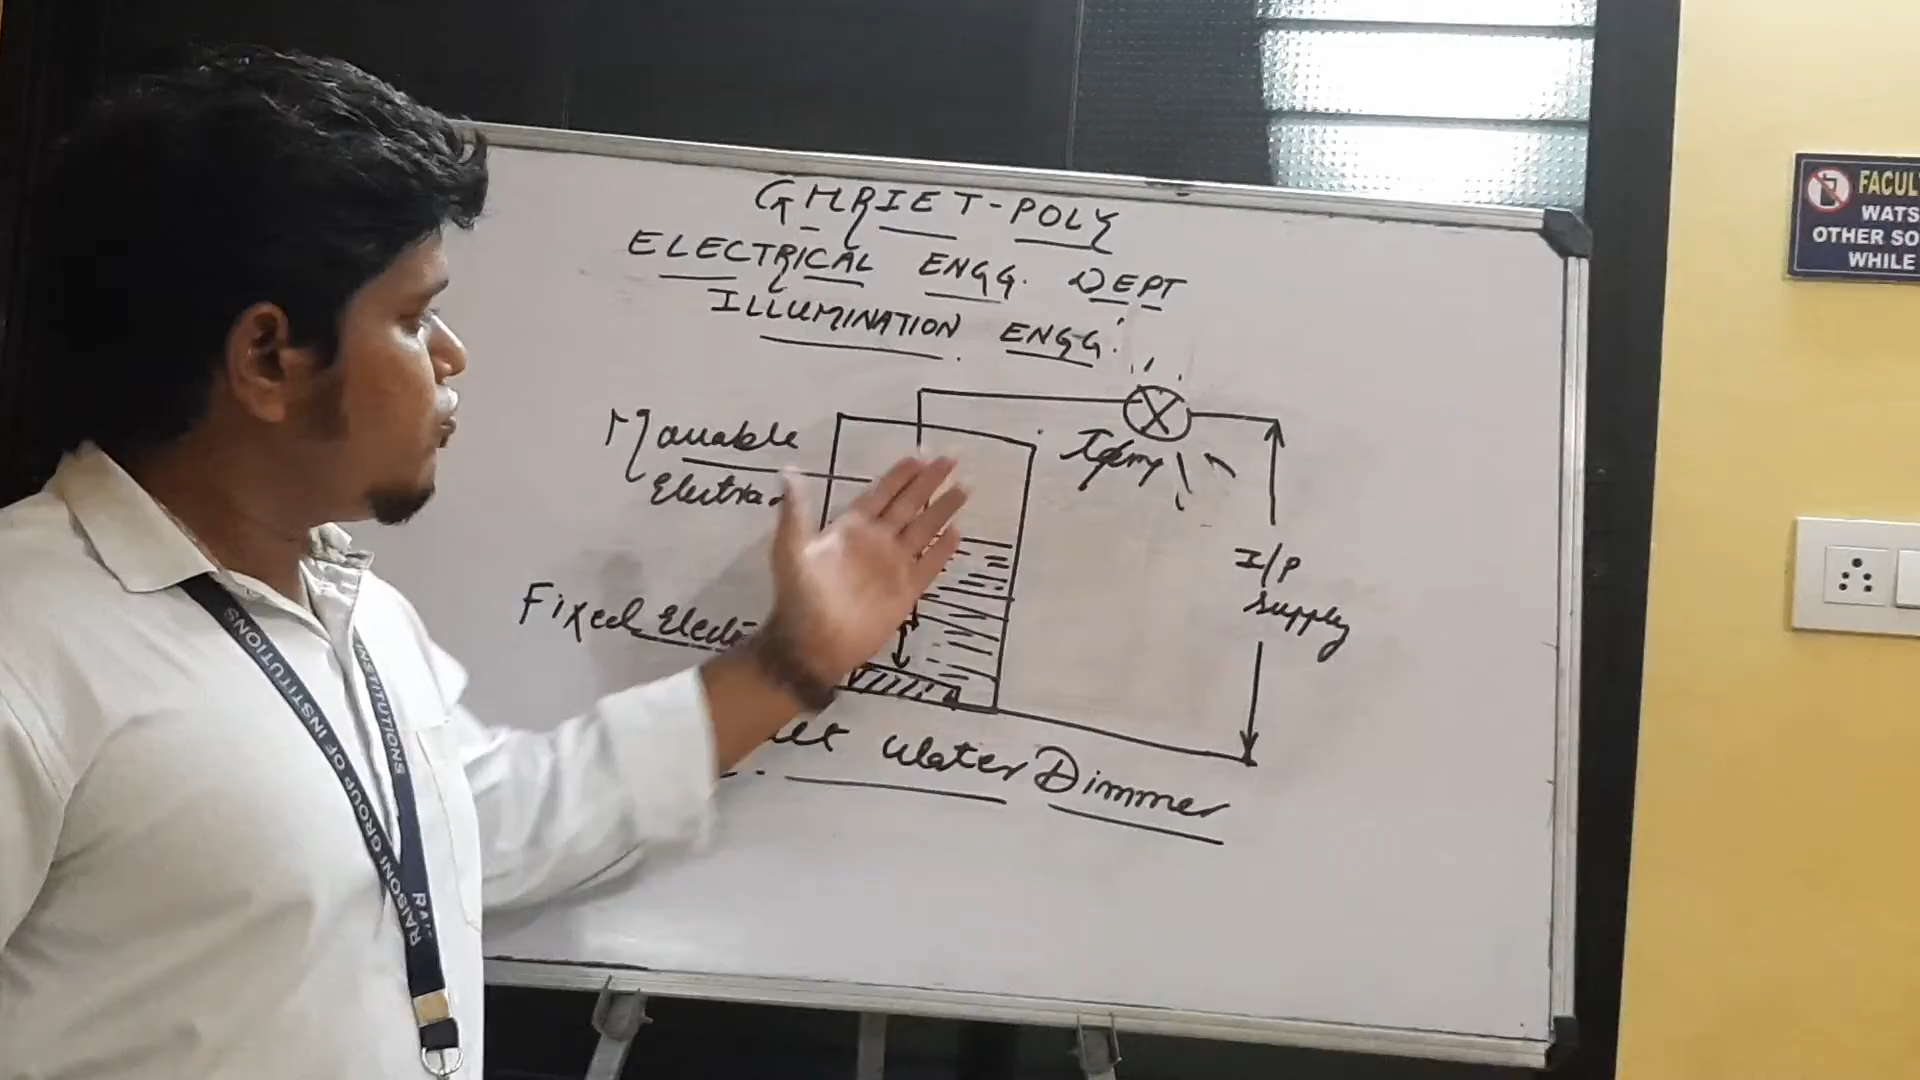 GHRIET-POLY
ELECTRICAL ENGG. DEPT
ILLUMINATION ENGG.
Movable
Lamp
Fixed
I/P
supply
Water Dimmer
RAISONI GROUP OF INSTITUTIONS
INSTITUTIONS
FACUL
WATS
OTHER SO
WHILE